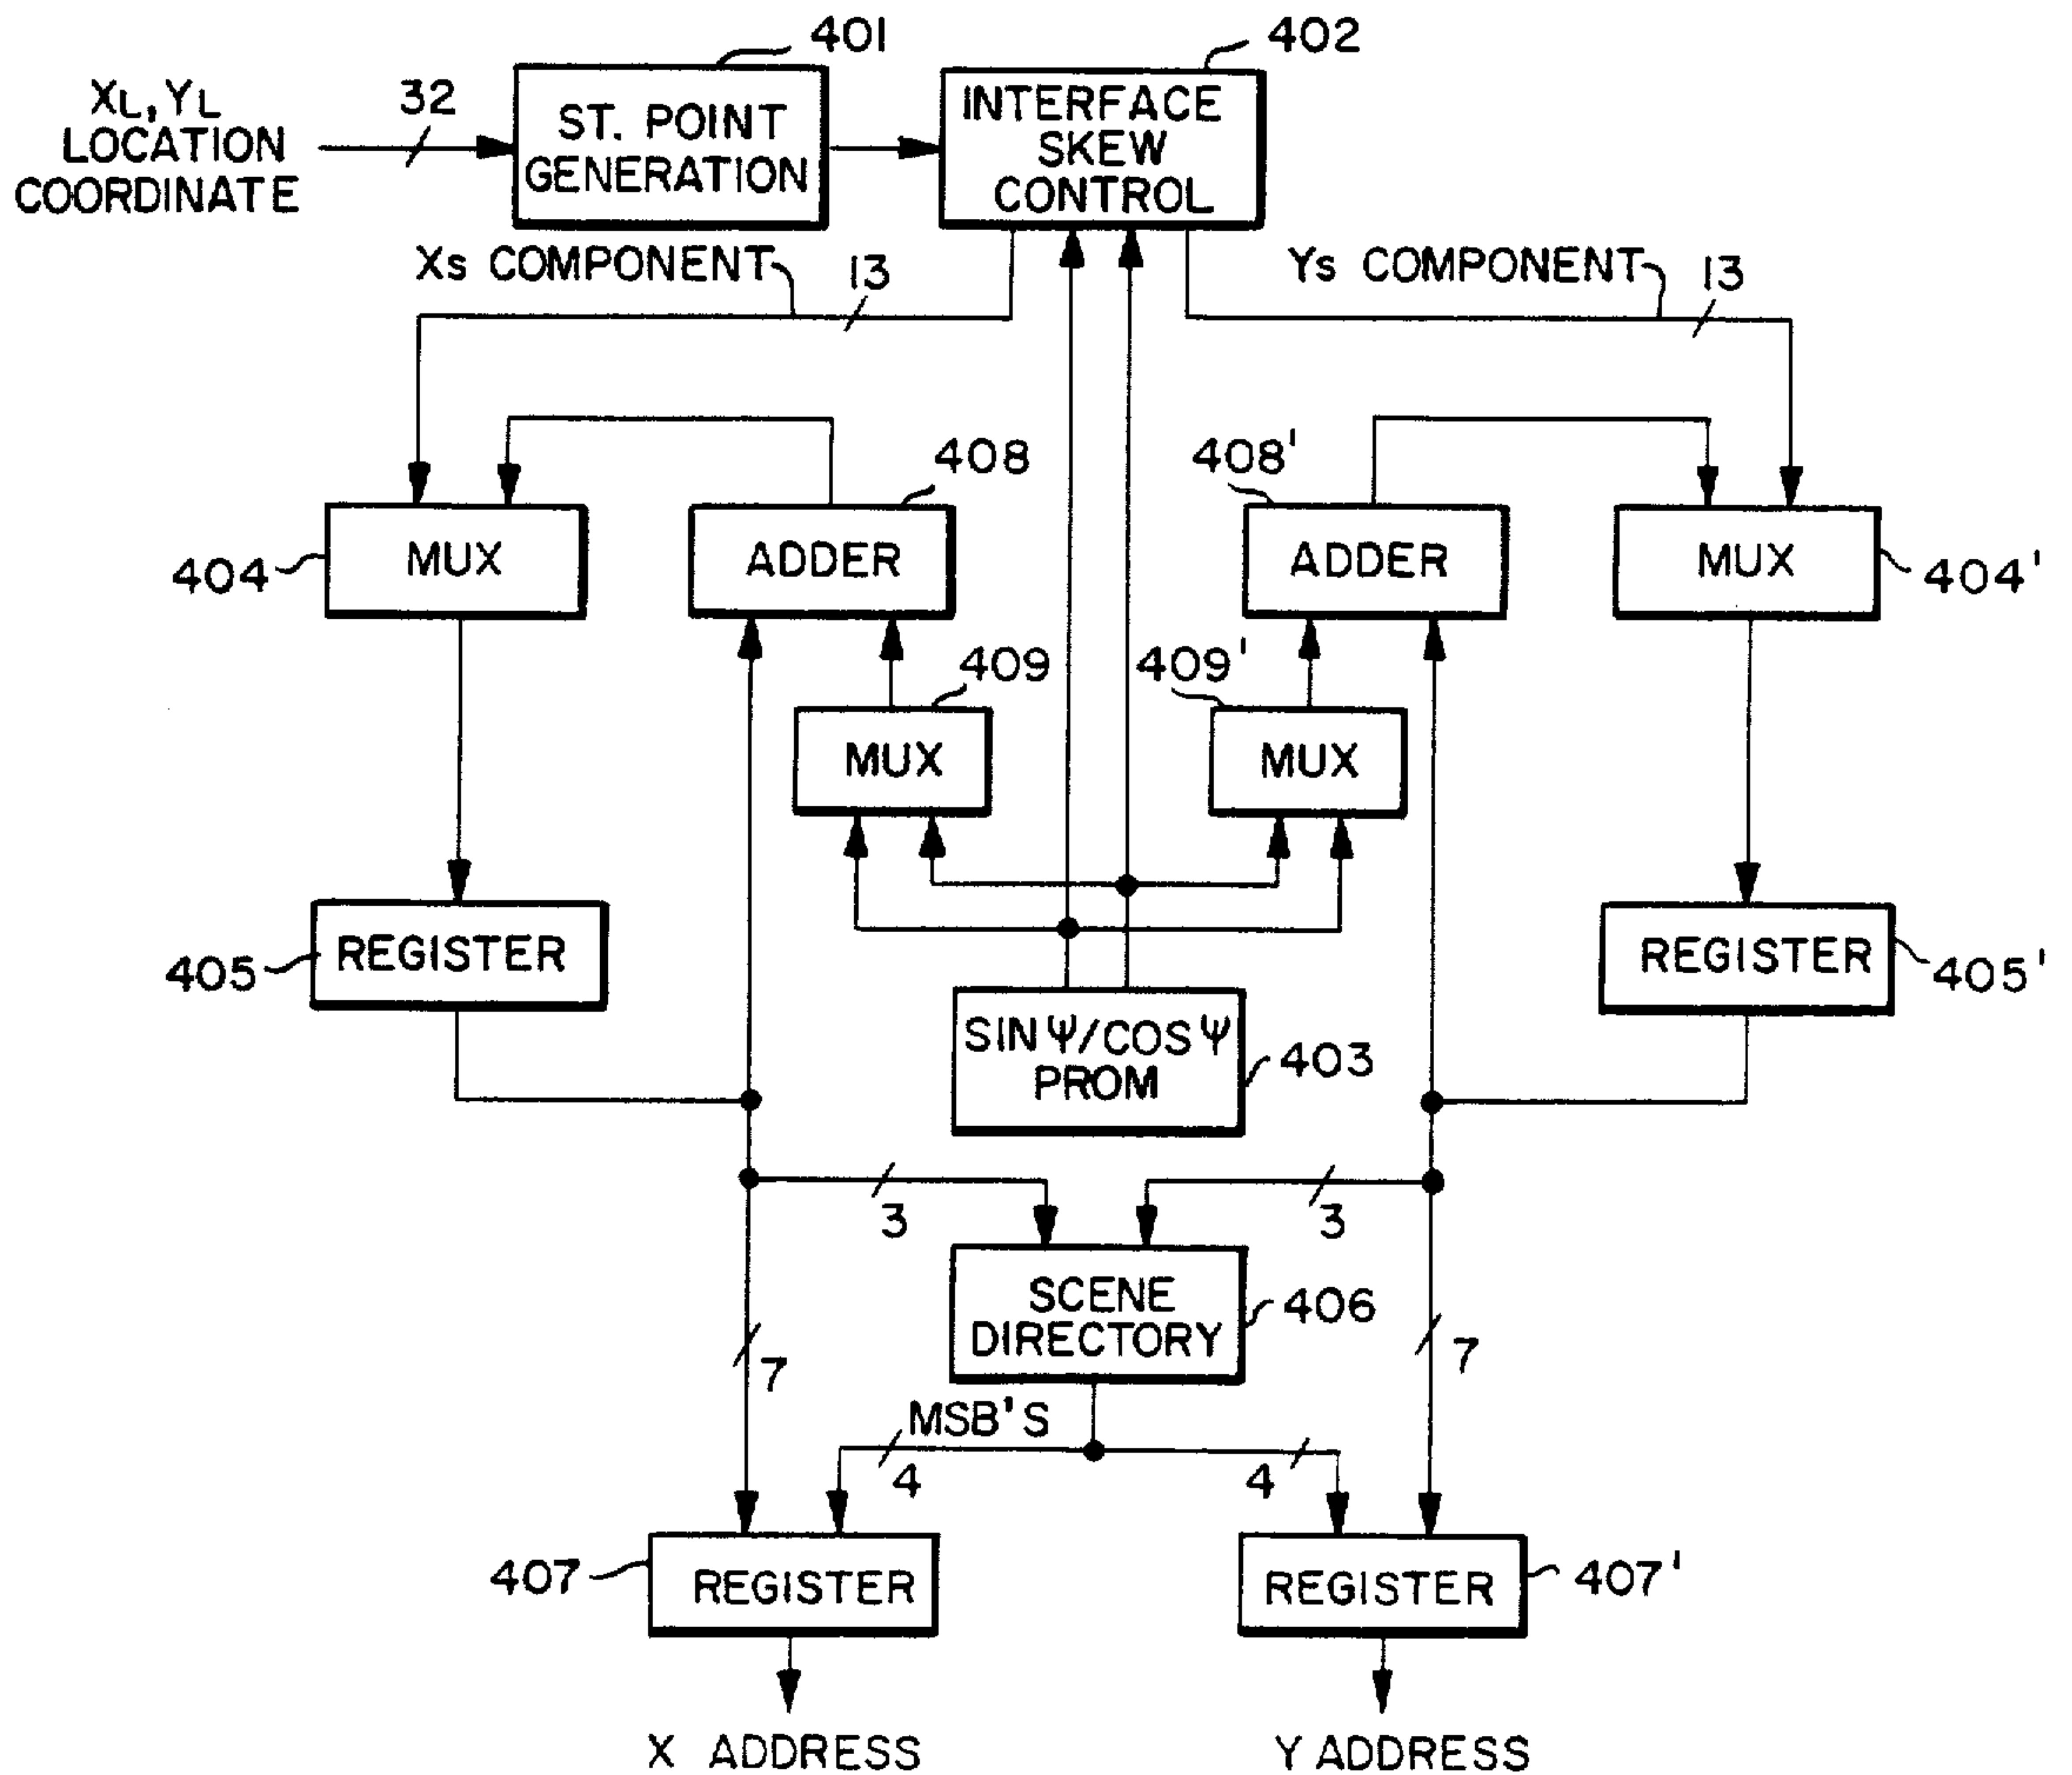 401
402
XL, YL
LOCATION
COORDINATE
32
ST. POINT
GENERATION
INTERFACE
SKEW
CONTROL
Xs COMPONENT
13
Ys COMPONENT
13
408
408'
404
MUX
ADDER
ADDER
MUX
404'
409
409'
MUX
MUX
405
REGISTER
REGISTER
405'
SIN Ψ/COS Ψ
PROM
403
3
3
SCENE
DIRECTORY
406
7
7
MSB'S
4
4
407
REGISTER
REGISTER
407'
X ADDRESS
Y ADDRESS